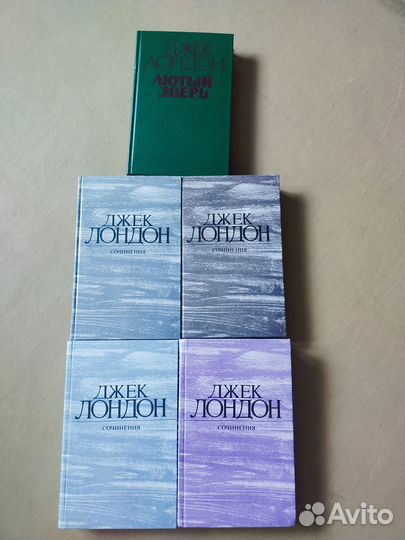 ДЖЕК
ЛОНДОН
ЛЮТЫЙ
ЗВЕРЬ
ДЖЕК
ЛОНДОН
СОЧИНЕНИЯ
ДЖЕК
ЛОНДОН
СОЧИНЕНИЯ
ДЖЕК
ЛОНДОН
СОЧИНЕНИЯ
ДЖЕК
ЛОНДОН
СОЧИНЕНИЯ
Avito